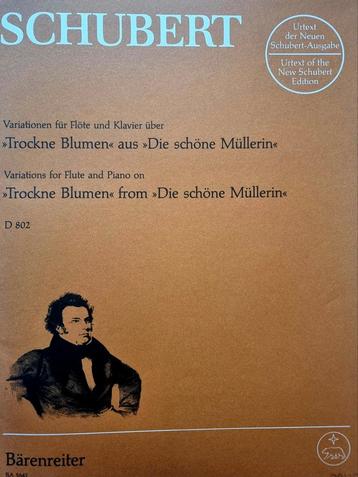 SCHUBERT
Urtext
der Neuen
Schubert-Ausgabe
Urtext of the
New Schubert
Edition
Variationen für Flöte und Klavier über
»Trockne Blumen« aus »Die schöne Müllerin«
Variations for Flute and Piano on
»Trockne Blumen« from »Die schöne Müllerin«
D 802
Bärenreiter